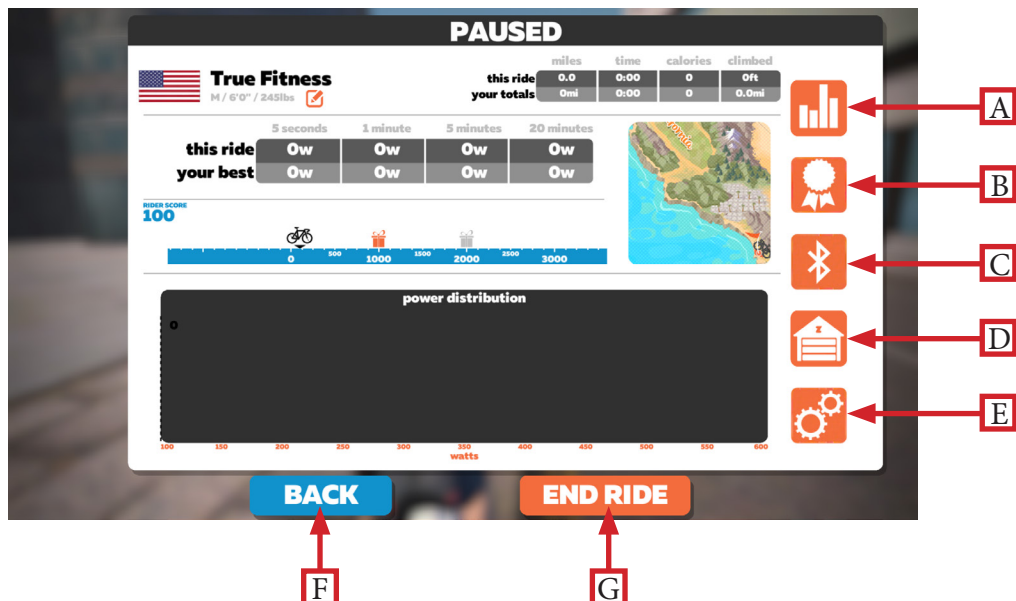 PAUSED
miles time calories climbed
this ride 0.0 0:00 0 0ft
your totals 0mi 0:00 0 0.0mi
True Fitness
M / 6'0" / 245lbs
5 seconds 1 minute 5 minutes 20 minutes
this ride 0w 0w 0w 0w
your best 0w 0w 0w 0w
RIDER SCORE
100
0 500 1000 1500 2000 2500 3000
power distribution
0
100 150 200 250 300 350 400 450 500 550 600
watts
BACK
END RIDE
Z
A
B
C
D
E
F
G